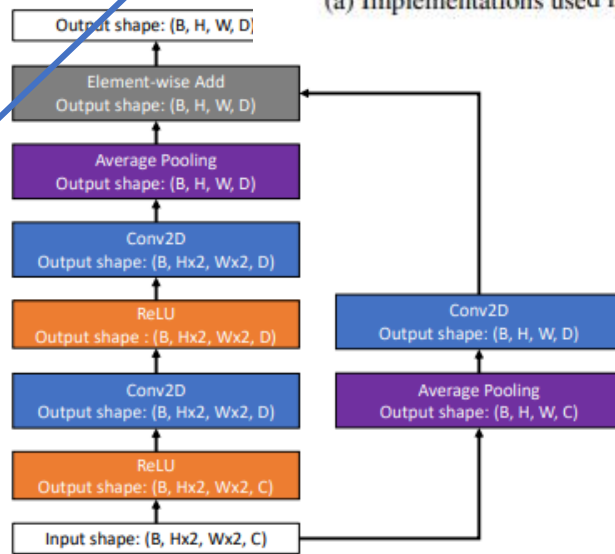 (a) Implementations used
Output shape: (B, H, W, D)
Element-wise Add
Output shape: (B, H, W, D)
Average Pooling
Output shape: (B, H, W, D)
Conv2D
Output shape: (B, Hx2, Wx2, D)
ReLU
Output shape : (B, Hx2, Wx2, D)
Conv2D
Output shape: (B, Hx2, Wx2, D)
ReLU
Output shape: (B, Hx2, Wx2, C)
Input shape: (B, Hx2, Wx2, C)
Conv2D
Output shape: (B, H, W, D)
Average Pooling
Output shape: (B, H, W, C)